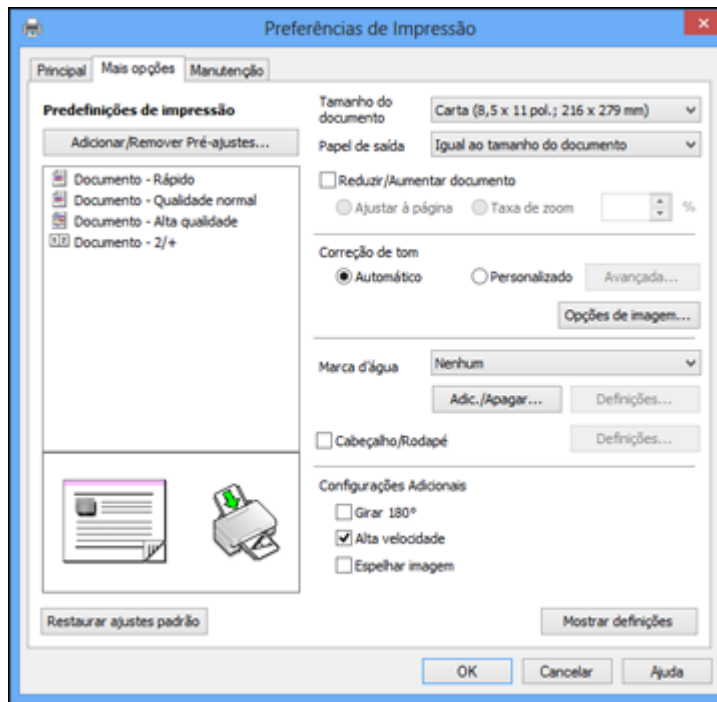 Preferências de Impressão
Principal
Mais opções
Manutenção
Predefinições de impressão
Adicionar/Remover Pré-ajustes...
Documento - Rápido
Documento - Qualidade normal
Documento - Alta qualidade
1 2 Documento - 2/+
Restaurar ajustes padrão
Tamanho do
documento
Carta (8,5 x 11 pol.; 216 x 279 mm)
Papel de saída
Igual ao tamanho do documento
Reduzir/Aumentar documento
Ajustar à página
Taxa de zoom
%
Correção de tom
Automático
Personalizado
Avançada...
Opções de imagem...
Marca d'água
Nenhum
Adic./Apagar...
Definições...
Cabeçalho/Rodapé
Definições...
Configurações Adicionais
Girar 180°
Alta velocidade
Espelhar imagem
Mostrar definições
OK
Cancelar
Ajuda